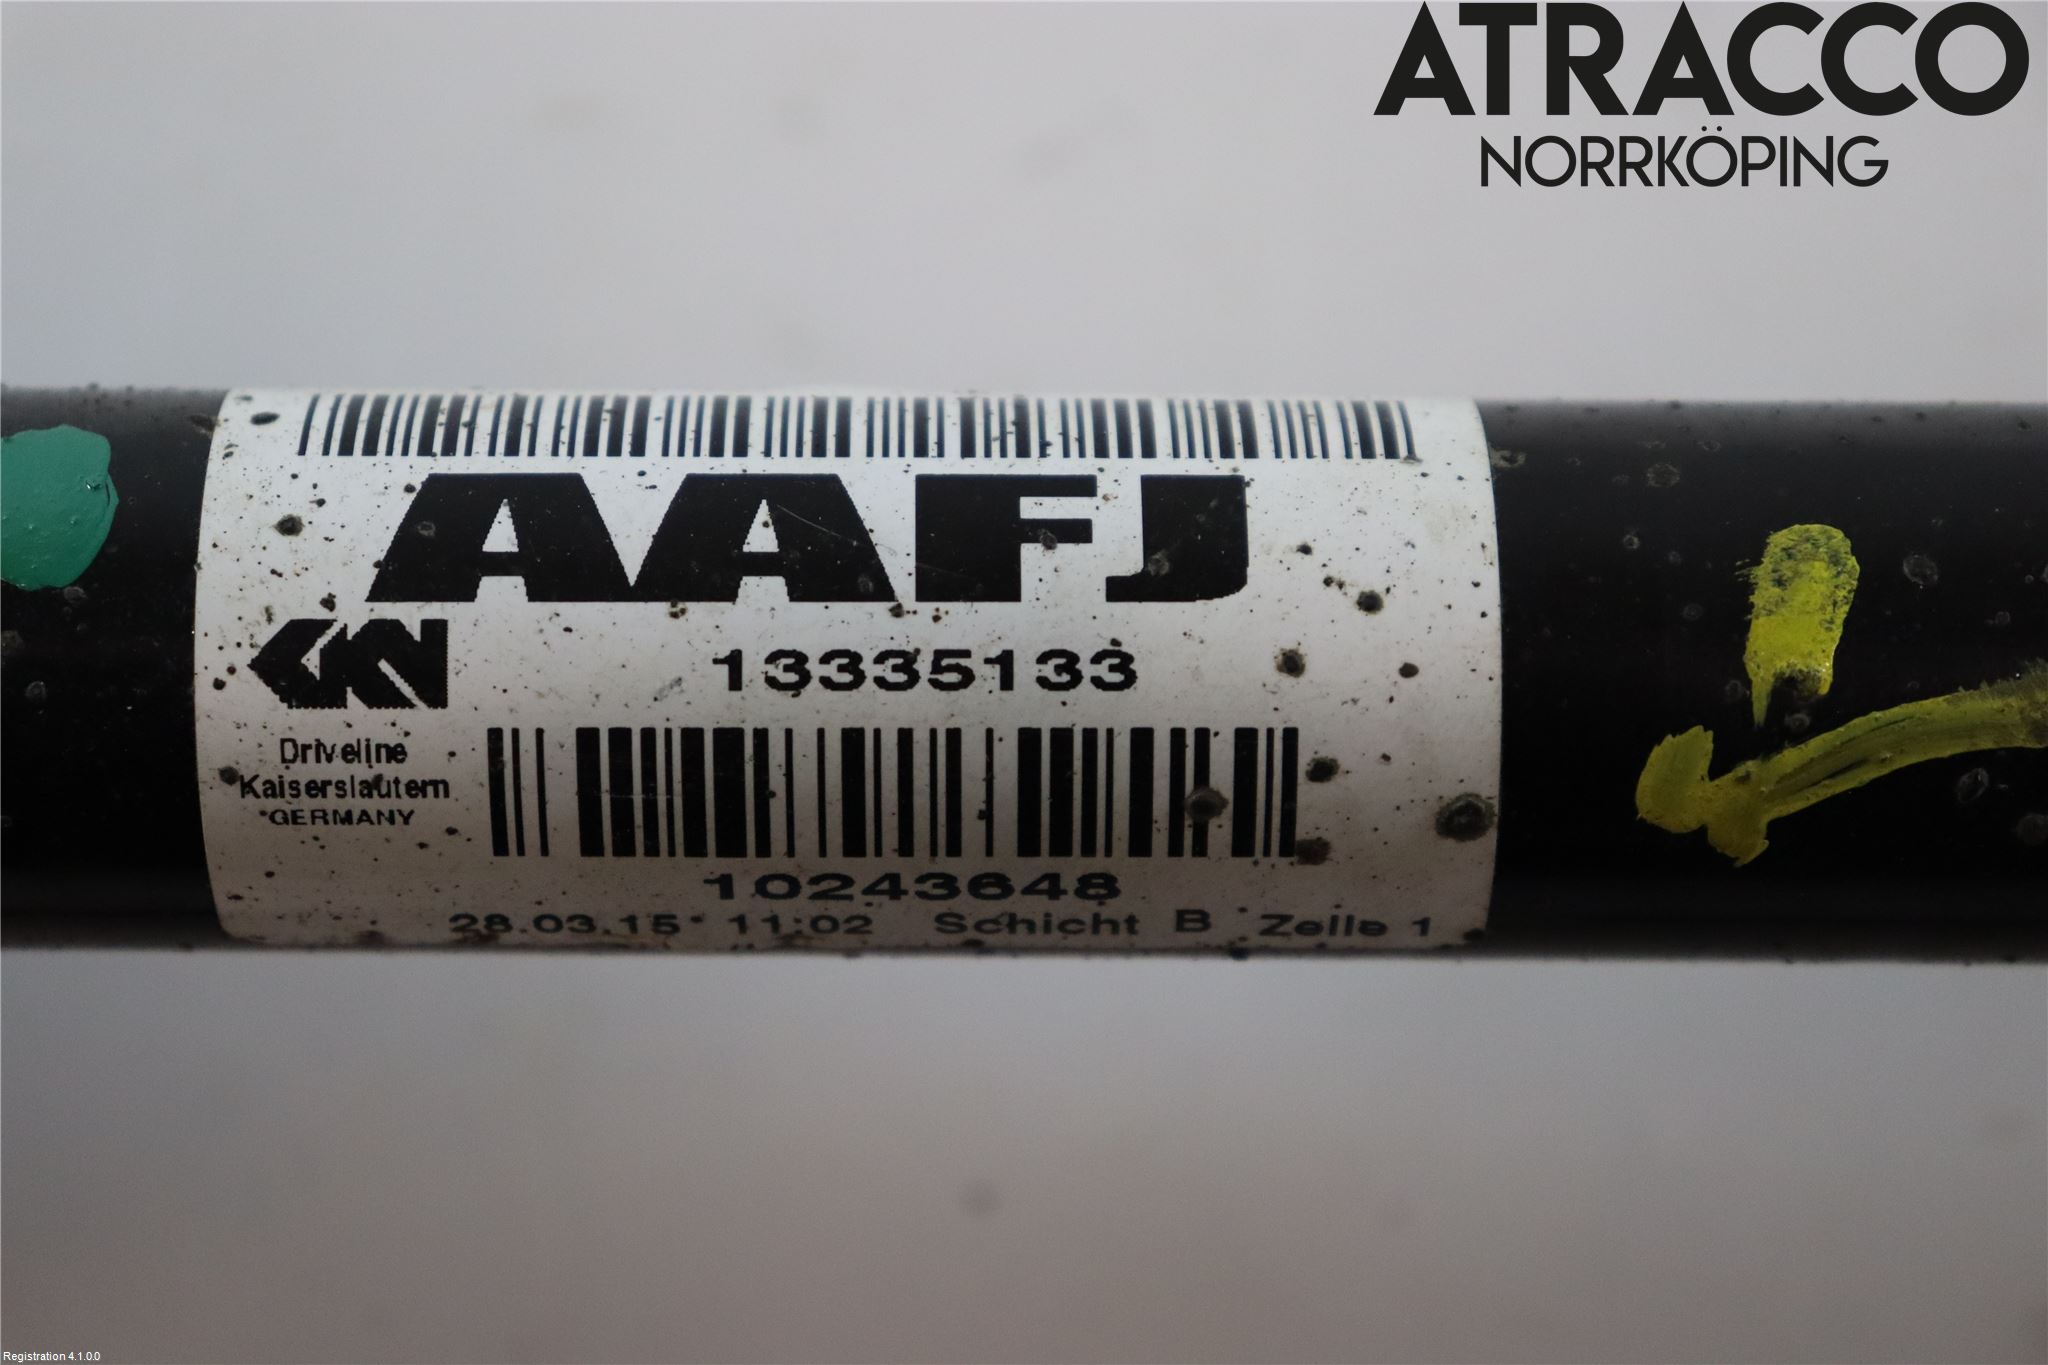 ATRACCO
NORRKÖPING
AAFJ
GKN
13335133
Driveline
Kaiserslautern
GERMANY
10243648
28.03.15 11:02 Schicht B Zelle 1
Registration 4.1.0.0